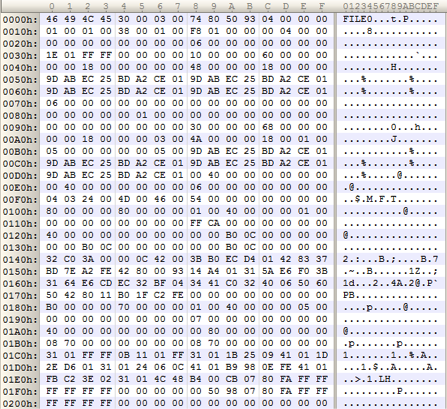 0 1 2 3 4 5 6 7 8 9 A B C D E F 0123456789ABCDEF
0000h: 46 49 4C 45 30 00 03 00 74 80 50 93 04 00 00 00 FILE0...t.P.....
0010h: 01 00 01 00 38 00 01 00 F8 01 00 00 00 04 00 00 ....8...........
0020h: 00 00 00 00 00 00 00 00 06 00 00 00 00 00 00 00 ................
0030h: 1E 01 FF FF 00 00 00 00 10 00 00 00 60 00 00 00 ............`...
0040h: 00 00 18 00 00 00 00 00 48 00 00 00 18 00 00 00 ........H.......
0050h: 9D AB EC 25 BD A2 CE 01 9D AB EC 25 BD A2 CE 01 ...%.......%....
0060h: 9D AB EC 25 BD A2 CE 01 9D AB EC 25 BD A2 CE 01 ...%.......%....
0070h: 06 00 00 00 00 00 00 00 00 00 00 00 00 00 00 00 ................
0080h: 00 00 00 00 00 01 00 00 00 00 00 00 00 00 00 00 ................
0090h: 00 00 00 00 00 00 00 00 30 00 00 00 68 00 00 00 ........0...h...
00A0h: 00 00 18 00 00 00 03 00 4A 00 00 00 18 00 01 00 ........J.......
00B0h: 05 00 00 00 00 00 05 00 9D AB EC 25 BD A2 CE 01 ...........%....
00C0h: 9D AB EC 25 BD A2 CE 01 9D AB EC 25 BD A2 CE 01 ...%.......%....
00D0h: 9D AB EC 25 BD A2 CE 01 00 40 00 00 00 00 00 00 ...%.....@......
00E0h: 00 40 00 00 00 00 00 00 06 00 00 00 00 00 00 00 .@..............
00F0h: 04 03 24 00 4D 00 46 00 54 00 00 00 00 00 00 00 ..$.M.F.T.......
0100h: 80 00 00 00 80 00 00 00 01 00 40 00 00 00 01 00 ..........@.....
0110h: 00 00 00 00 00 00 00 00 FF CA 00 00 00 00 00 00 ................
0120h: 40 00 00 00 00 00 00 00 00 00 B0 0C 00 00 00 00 @...............
0130h: 00 00 B0 0C 00 00 00 00 00 00 B0 0C 00 00 00 00 ................
0140h: 32 C0 3A 00 00 0C 42 00 3B B0 EC D4 01 42 83 37 2.:...B.;....B.7
0150h: BD 7E A2 FE 42 80 00 93 14 A4 01 31 5A E6 F0 3B .~..B......1Z..;
0160h: 31 64 E6 CD EC 32 BF 04 34 41 C0 32 40 06 50 60 1d...2..4A.2@.P`
0170h: 50 42 80 11 B0 1F C2 FE 00 00 00 00 00 00 00 00 PB..............
0180h: B0 00 00 00 70 00 00 00 01 00 40 00 00 00 05 00 ....p.....@.....
0190h: 00 00 00 00 00 00 00 00 07 00 00 00 00 00 00 00 ................
01A0h: 40 00 00 00 00 00 00 00 00 80 00 00 00 00 00 00 @...............
01B0h: 08 70 00 00 00 00 00 00 08 70 00 00 00 00 00 00 .p.......p......
01C0h: 31 01 FF FF 0B 11 01 FF 31 01 1B 25 09 41 01 1D 1.......1..%.A..
01D0h: 2E D6 01 31 01 24 06 0C 41 01 B9 98 0E FE 41 01 ...1.$..A.....A.
01E0h: FB C2 3E 02 31 01 4C 48 B4 00 CB 07 80 FA FF FF ..>.1.LH........
01F0h: FF FF FF FF 00 00 00 00 50 98 07 80 FA FF FF FF ........P.......
0200h: FF FF FF 00 00 00 00 00 00 00 00 00 00 00 00 00